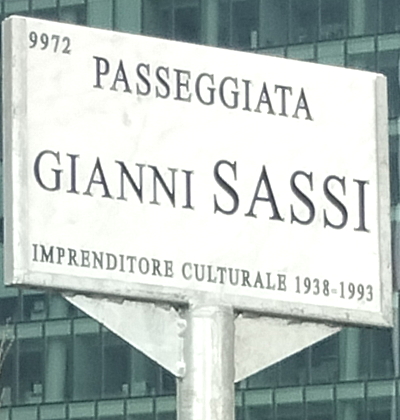 9972
PASSEGGIATA
GIANNI SASSI
IMPRENDITORE CULTURALE 1938-1993